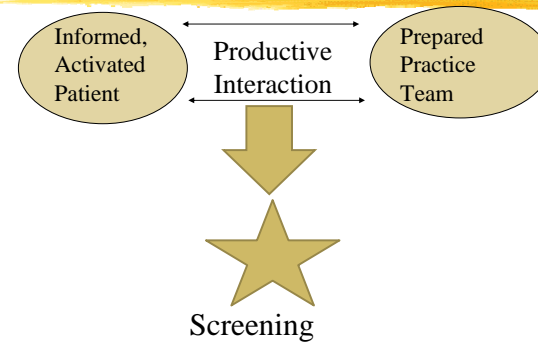 Informed,
Activated
Patient
Productive
Interaction
Prepared
Practice
Team
Screening